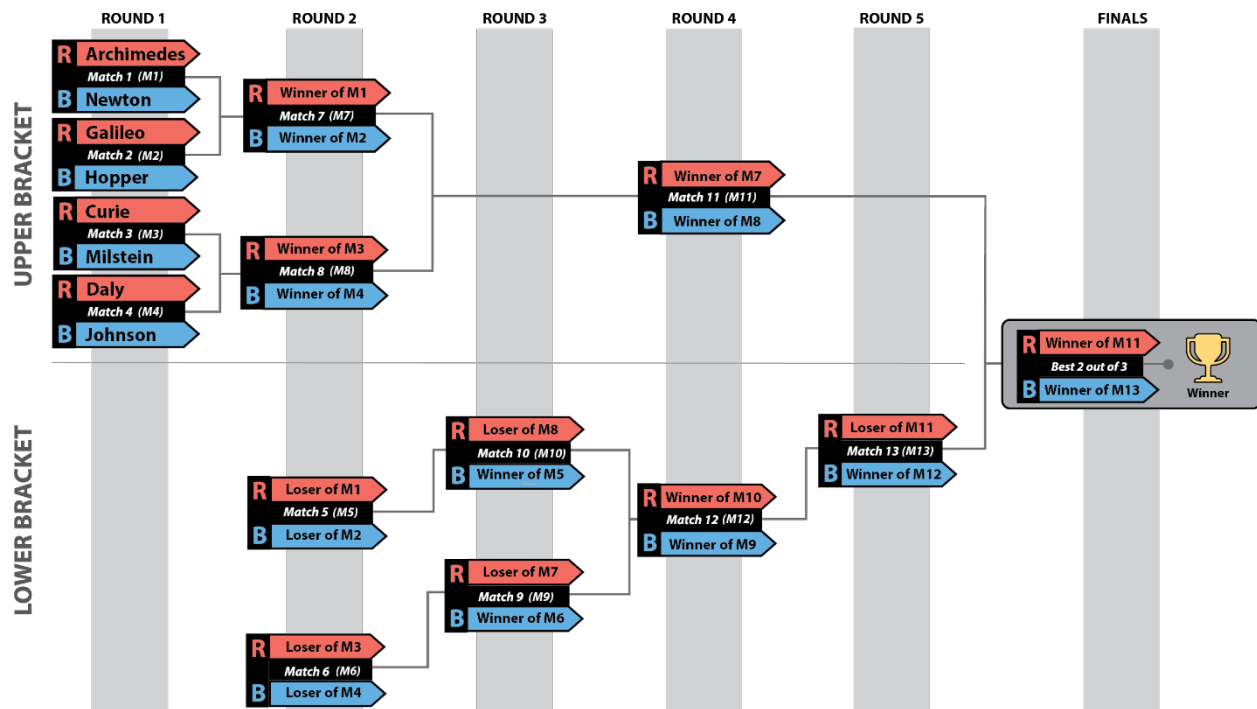 ROUND 1
ROUND 2
ROUND 3
ROUND 4
ROUND 5
FINALS
UPPER BRACKET
R Archimedes
Match 1 (M1)
B Newton
R Galileo
Match 2 (M2)
B Hopper
R Curie
Match 3 (M3)
B Milstein
R Daly
Match 4 (M4)
B Johnson
R Winner of M1
Match 7 (M7)
B Winner of M2
R Winner of M3
Match 8 (M8)
B Winner of M4
R Winner of M7
Match 11 (M11)
B Winner of M8
R Winner of M11
Best 2 out of 3
B Winner of M13
Winner
LOWER BRACKET
R Loser of M1
Match 5 (M5)
B Loser of M2
R Loser of M3
Match 6 (M6)
B Loser of M4
R Loser of M8
Match 10 (M10)
B Winner of M5
R Loser of M7
Match 9 (M9)
B Winner of M6
R Winner of M10
Match 12 (M12)
B Winner of M9
R Loser of M11
Match 13 (M13)
B Winner of M12